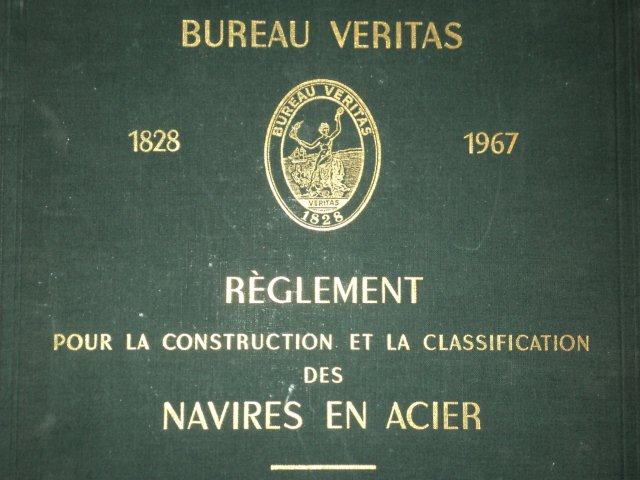 BUREAU VERITAS
BUREAU VERITAS
1828
1967
VERITAS
1828
RÈGLEMENT
POUR LA CONSTRUCTION ET LA CLASSIFICATION
DES
NAVIRES EN ACIER